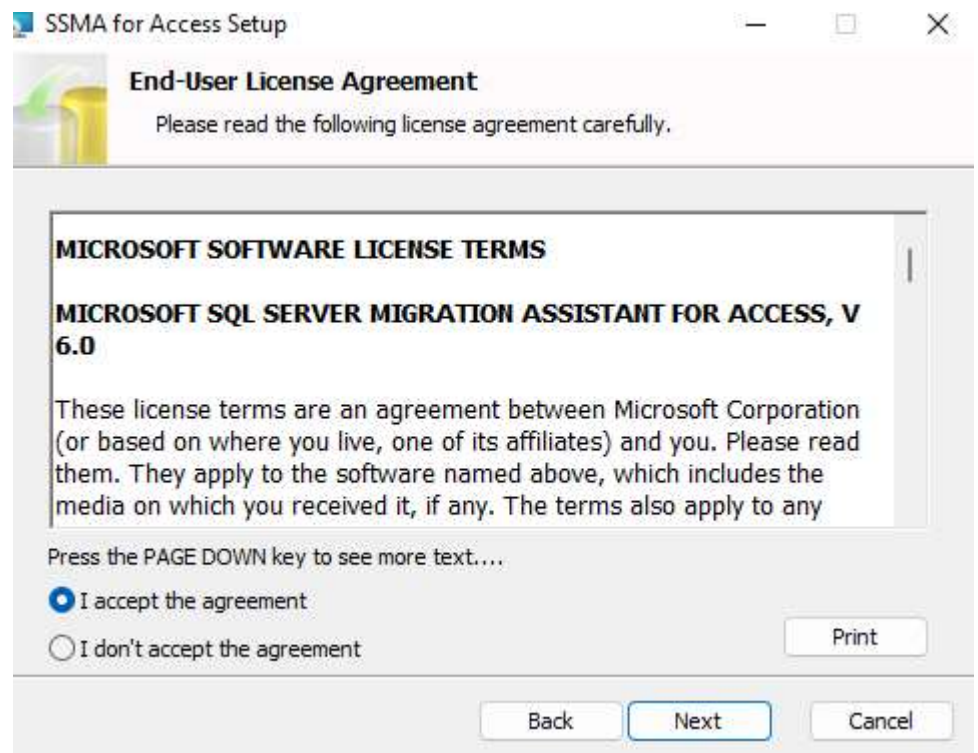 SSMA for Access Setup
End-User License Agreement
Please read the following license agreement carefully.
MICROSOFT SOFTWARE LICENSE TERMS
MICROSOFT SQL SERVER MIGRATION ASSISTANT FOR ACCESS, V
6.0
These license terms are an agreement between Microsoft Corporation
(or based on where you live, one of its affiliates) and you. Please read
them. They apply to the software named above, which includes the
media on which you received it, if any. The terms also apply to any
Press the PAGE DOWN key to see more text....
I accept the agreement
I don't accept the agreement
Print
Back
Next
Cancel